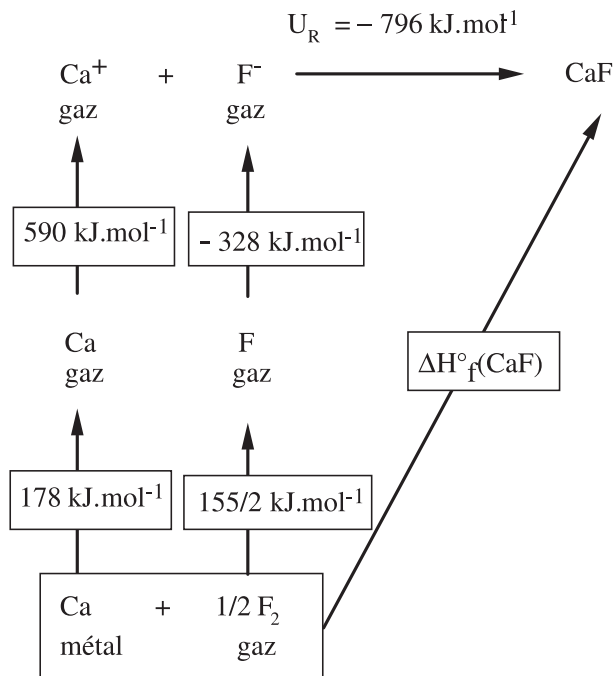 U_R = − 796 kJ.mol⁻¹
Ca⁺ + F⁻ CaF
gaz gaz
590 kJ.mol⁻¹ − 328 kJ.mol⁻¹
Ca F
gaz gaz
ΔH°f(CaF)
178 kJ.mol⁻¹ 155/2 kJ.mol⁻¹
Ca + 1/2 F₂
métal gaz